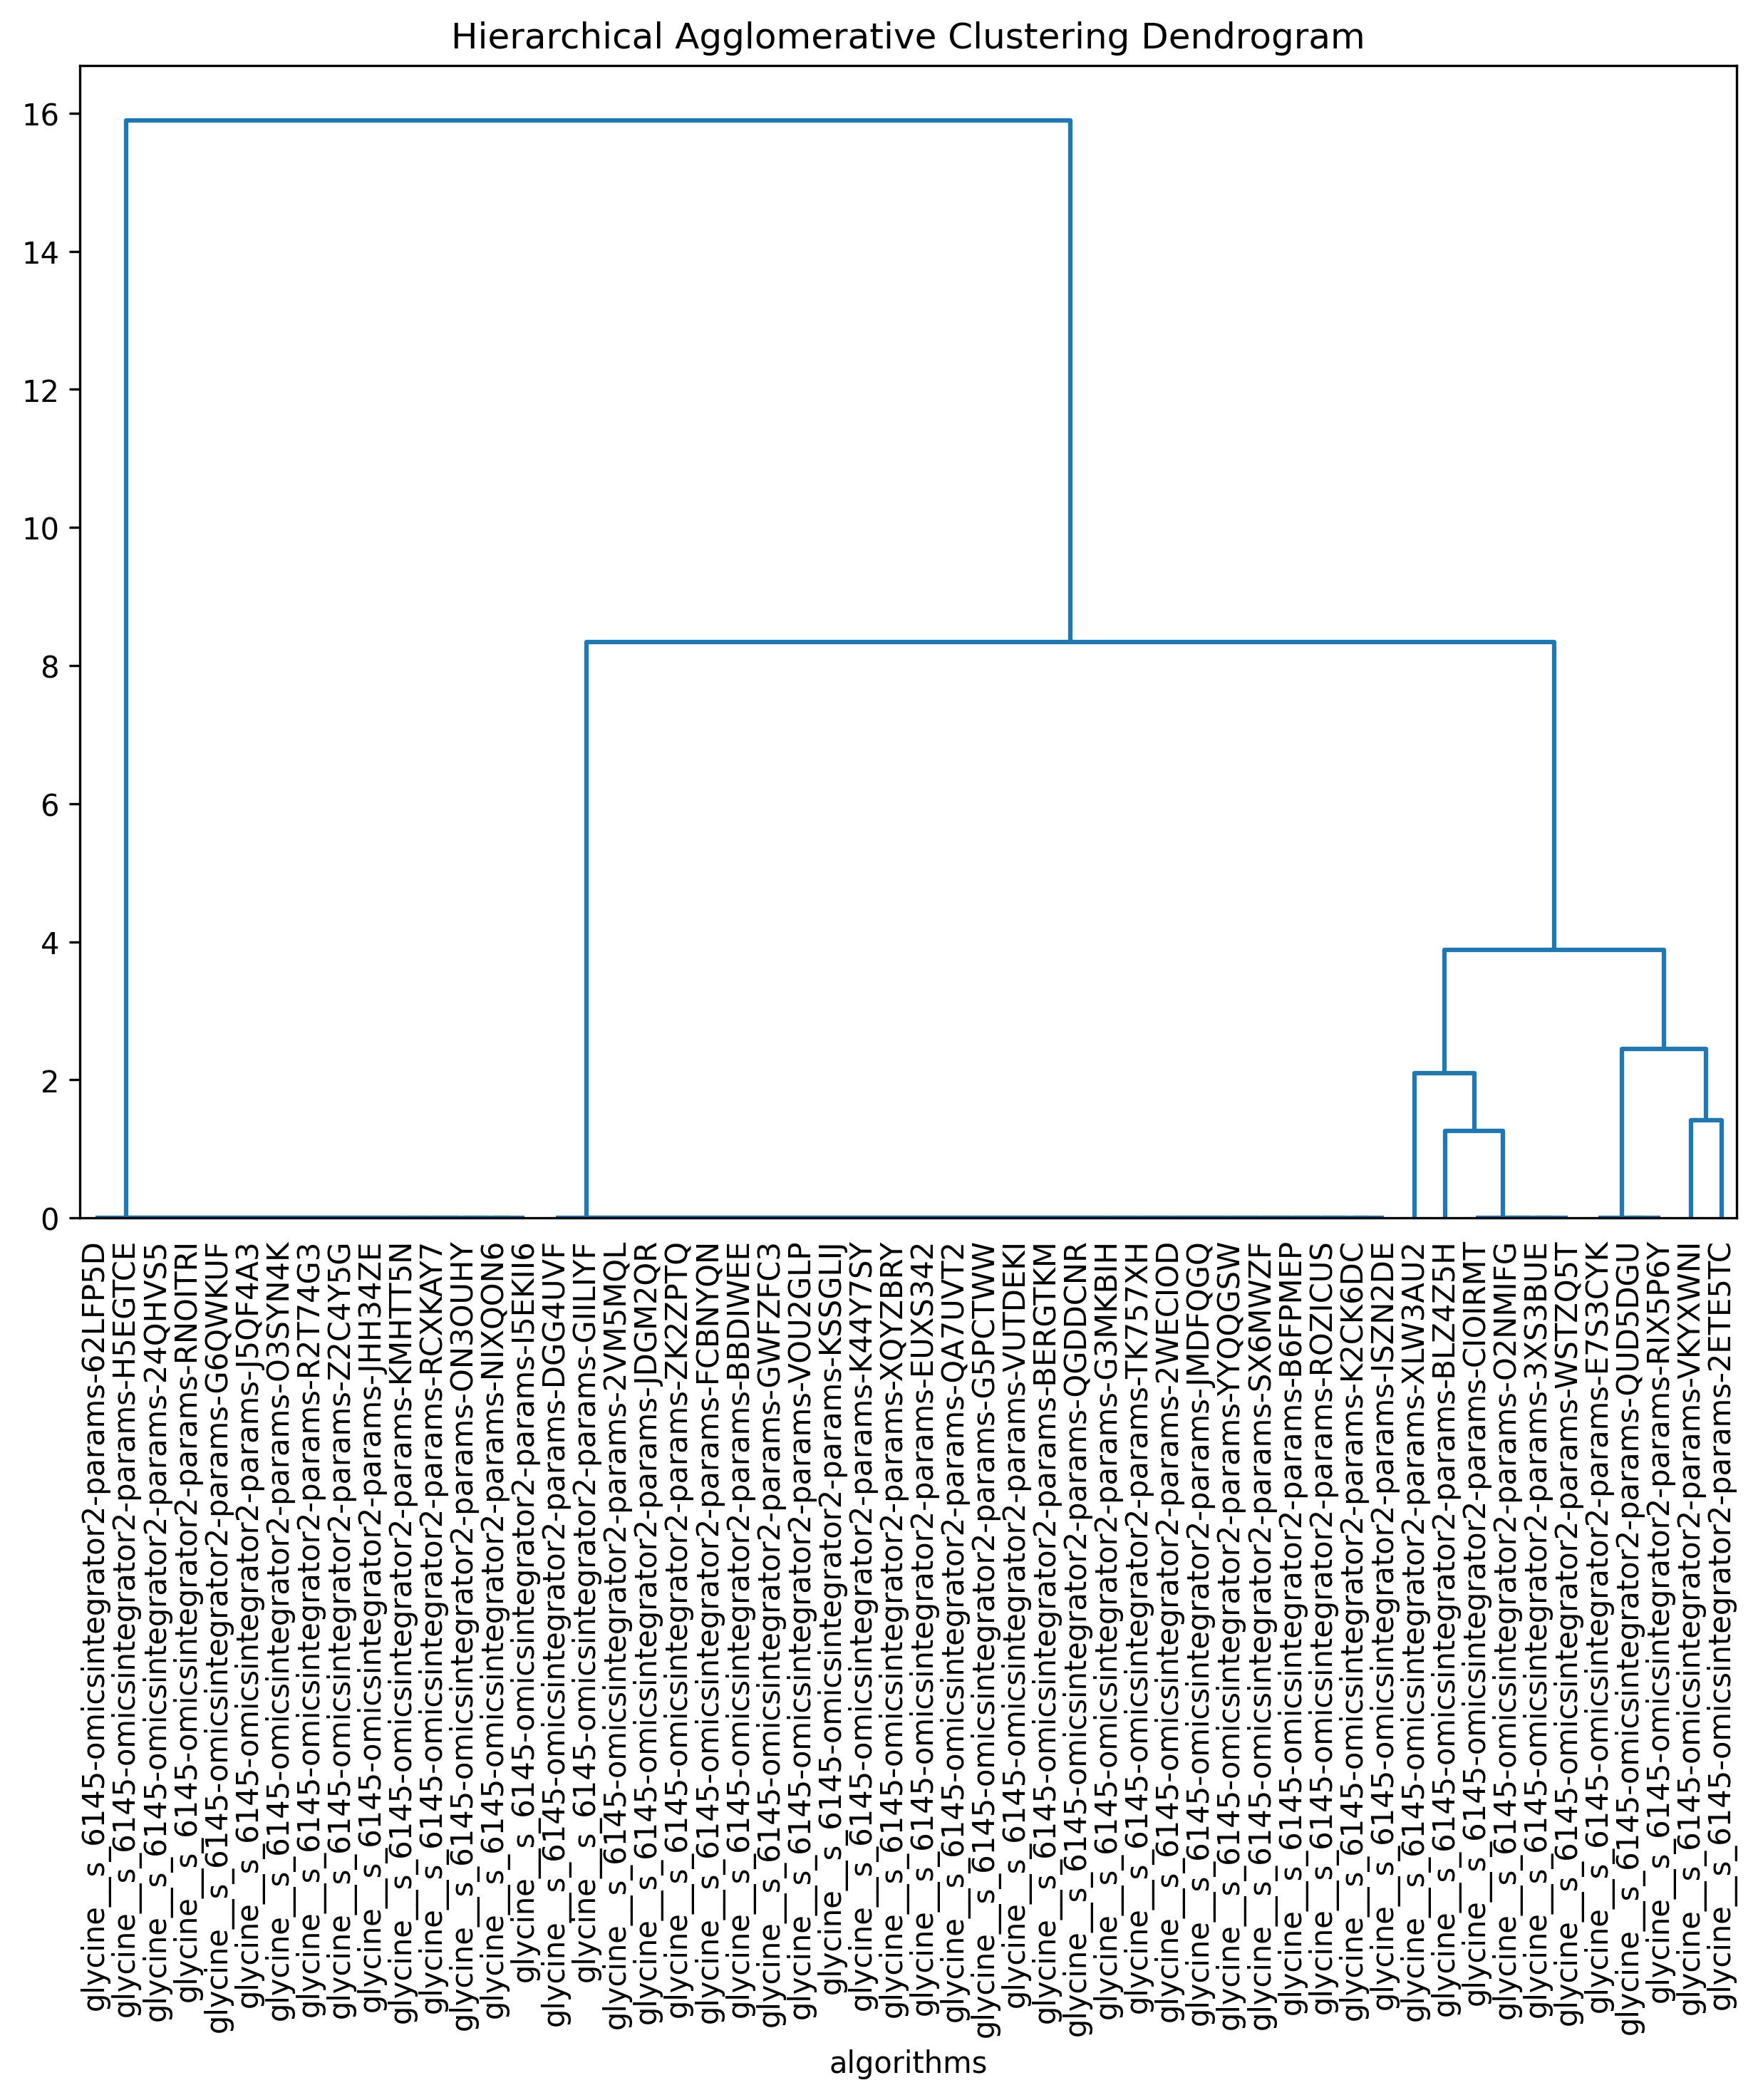 Hierarchical Agglomerative Clustering Dendrogram
16
14
12
10
8
6
4
2
0
glycine__s_6145-omicsintegrator2-params-62LFP5D
glycine__s_6145-omicsintegrator2-params-H5EGTCE
glycine__s_6145-omicsintegrator2-params-24QHVS5
glycine__s_6145-omicsintegrator2-params-RNOITRI
glycine__s_6145-omicsintegrator2-params-G6QWKUF
glycine__s_6145-omicsintegrator2-params-J5QF4A3
glycine__s_6145-omicsintegrator2-params-O3SYN4K
glycine__s_6145-omicsintegrator2-params-R2T74G3
glycine__s_6145-omicsintegrator2-params-Z2C4Y5G
glycine__s_6145-omicsintegrator2-params-JHH34ZE
glycine__s_6145-omicsintegrator2-params-KMHTT5N
glycine__s_6145-omicsintegrator2-params-RCXKAY7
glycine__s_6145-omicsintegrator2-params-ON3OUHY
glycine__s_6145-omicsintegrator2-params-NIXQON6
glycine__s_6145-omicsintegrator2-params-I5EKII6
glycine__s_6145-omicsintegrator2-params-DGG4UVF
glycine__s_6145-omicsintegrator2-params-GIILIYF
glycine__s_6145-omicsintegrator2-params-2VM5MQL
glycine__s_6145-omicsintegrator2-params-JDGM2QR
glycine__s_6145-omicsintegrator2-params-ZK2ZPTQ
glycine__s_6145-omicsintegrator2-params-FCBNYQN
glycine__s_6145-omicsintegrator2-params-BBDIWEE
glycine__s_6145-omicsintegrator2-params-GWFZFC3
glycine__s_6145-omicsintegrator2-params-VOU2GLP
glycine__s_6145-omicsintegrator2-params-KSSGLIJ
glycine__s_6145-omicsintegrator2-params-K44Y7SY
glycine__s_6145-omicsintegrator2-params-XQYZBRY
glycine__s_6145-omicsintegrator2-params-EUXS342
glycine__s_6145-omicsintegrator2-params-QA7UVT2
glycine__s_6145-omicsintegrator2-params-G5PCTWW
glycine__s_6145-omicsintegrator2-params-VUTDEKI
glycine__s_6145-omicsintegrator2-params-BERGTKM
glycine__s_6145-omicsintegrator2-params-QGDDCNR
glycine__s_6145-omicsintegrator2-params-G3MKBIH
glycine__s_6145-omicsintegrator2-params-TK757XH
glycine__s_6145-omicsintegrator2-params-2WECIOD
glycine__s_6145-omicsintegrator2-params-JMDFQGQ
glycine__s_6145-omicsintegrator2-params-YYQQGSW
glycine__s_6145-omicsintegrator2-params-SX6MWZF
glycine__s_6145-omicsintegrator2-params-B6FPMEP
glycine__s_6145-omicsintegrator2-params-ROZICUS
glycine__s_6145-omicsintegrator2-params-K2CK6DC
glycine__s_6145-omicsintegrator2-params-ISZN2DE
glycine__s_6145-omicsintegrator2-params-XLW3AU2
glycine__s_6145-omicsintegrator2-params-BLZ4Z5H
glycine__s_6145-omicsintegrator2-params-CIOIRMT
glycine__s_6145-omicsintegrator2-params-O2NMIFG
glycine__s_6145-omicsintegrator2-params-3XS3BUE
glycine__s_6145-omicsintegrator2-params-WSTZQ5T
glycine__s_6145-omicsintegrator2-params-E7S3CYK
glycine__s_6145-omicsintegrator2-params-QUD5DGU
glycine__s_6145-omicsintegrator2-params-RIX5P6Y
glycine__s_6145-omicsintegrator2-params-VKYXWNI
glycine__s_6145-omicsintegrator2-params-2ETE5TC
algorithms